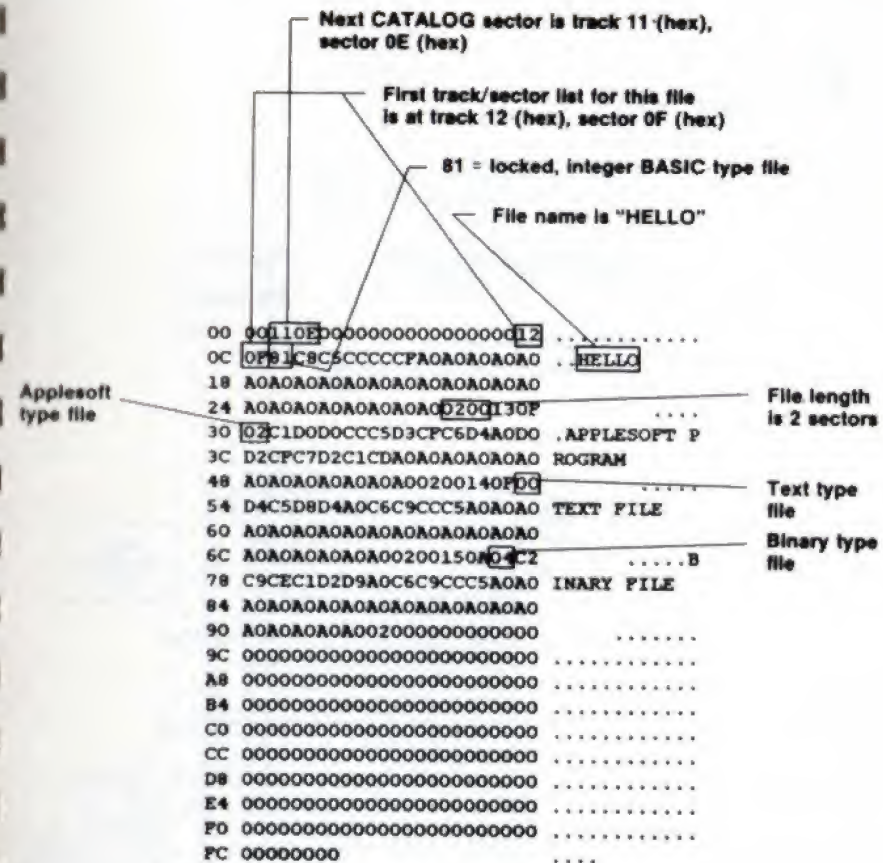 Next CATALOG sector is track 11 (hex),
sector 0E (hex)
First track/sector list for this file
is at track 12 (hex), sector 0F (hex)
81 = locked, integer BASIC type file
File name is "HELLO"
00 00110E000000000000000012 ............
0C 0F81C8C5CCCCCFA0A0A0A0A0 ..HELLO
18 A0A0A0A0A0A0A0A0A0A0A0A0
Applesoft
type file
24 A0A0A0A0A0A0A0A00200130F ....
File length
is 2 sectors
30 02C1D0D0CCC5D3CFC6D4A0D0 .APPLESOFT P
3C D2CFC7D2C1CDA0A0A0A0A0A0 ROGRAM
48 A0A0A0A0A0A0A00200140F00 .....
Text type
file
54 D4C5D8D4A0C6C9CCC5A0A0A0 TEXT FILE
60 A0A0A0A0A0A0A0A0A0A0A0A0
6C A0A0A0A0A0A00200150A04C2 .....B
Binary type
file
78 C9CEC1D2D9A0C6C9CCC5A0A0 INARY FILE
84 A0A0A0A0A0A0A0A0A0A0A0A0
90 A0A0A0A0A002000000000000 .......
9C 000000000000000000000000 ............
A8 000000000000000000000000 ............
B4 000000000000000000000000 ............
C0 000000000000000000000000 ............
CC 000000000000000000000000 ............
D8 000000000000000000000000 ............
E4 000000000000000000000000 ............
F0 000000000000000000000000 ............
FC 00000000 ....